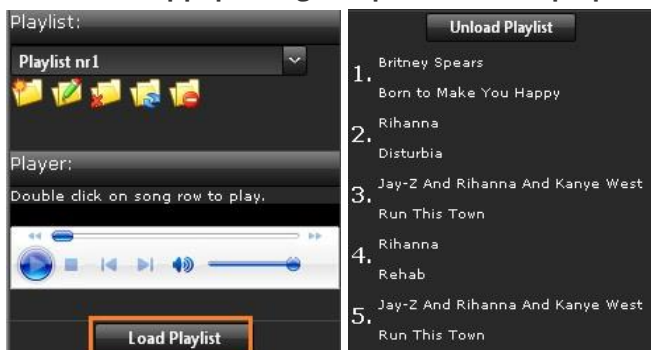 Playlist:
Playlist nr1
Player:
Double click on song row to play.
Load Playlist
Unload Playlist
1. Britney Spears
Born to Make You Happy
2. Rihanna
Disturbia
3. Jay-Z And Rihanna And Kanye West
Run This Town
4. Rihanna
Rehab
5. Jay-Z And Rihanna And Kanye West
Run This Town